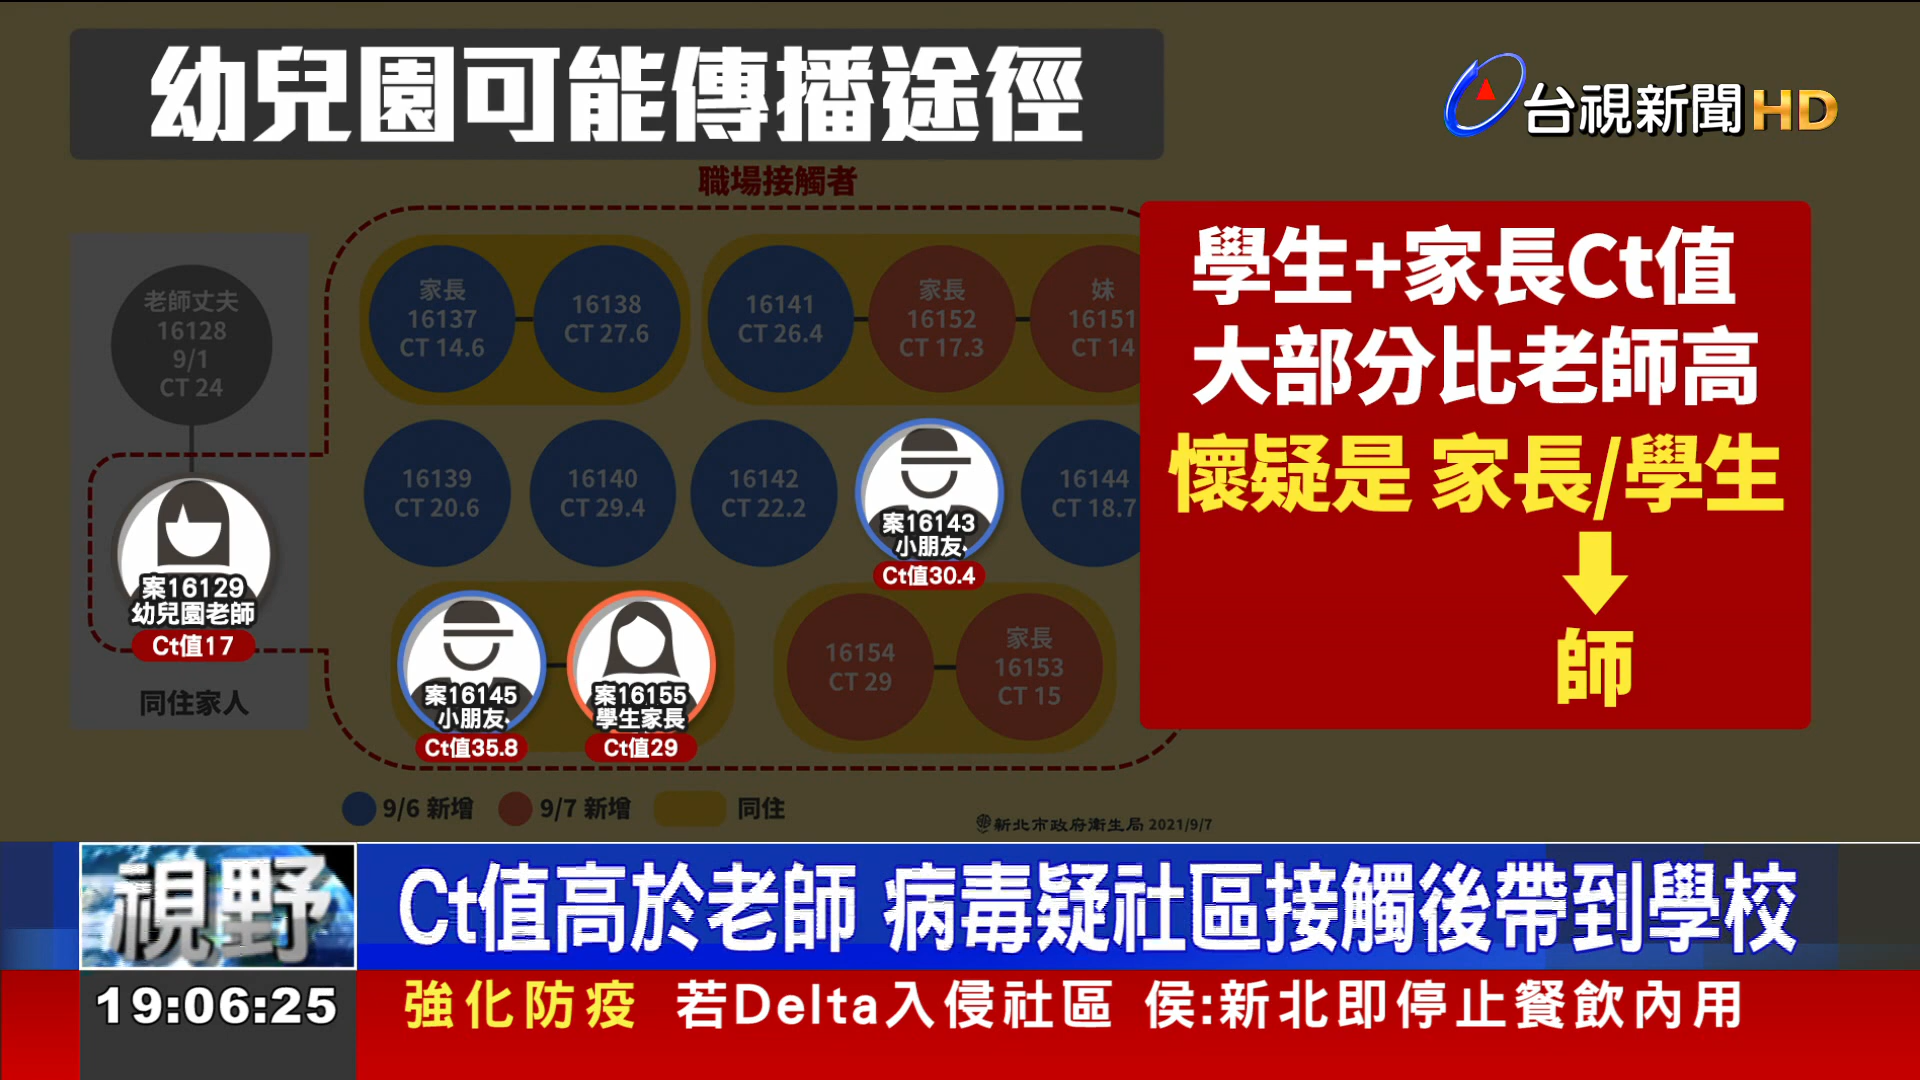 幼兒園可能傳播途徑
台視新聞HD
職場接觸者
老師丈夫
16128
9/1
CT 24
家長
16137
CT 14.6
16138
CT 27.6
16141
CT 26.4
家長
16152
CT 17.3
妹
16151
CT 14
學生+家長Ct值
大部分比老師高
懷疑是 家長/學生
師
16139
CT 20.6
16140
CT 29.4
16142
CT 22.2
案16143
小朋友
Ct值30.4
16144
CT 18.7
案16129
幼兒園老師
Ct值17
同住家人
案16145
小朋友
Ct值35.8
案16155
學生家長
Ct值29
16154
CT 29
家長
16153
CT 15
9/6 新增
9/7 新增
同住
新北市政府衛生局 2021/9/7
視野
Ct值高於老師 病毒疑社區接觸後帶到學校
19:06:25
強化防疫 若Delta入侵社區 侯:新北即停止餐飲內用